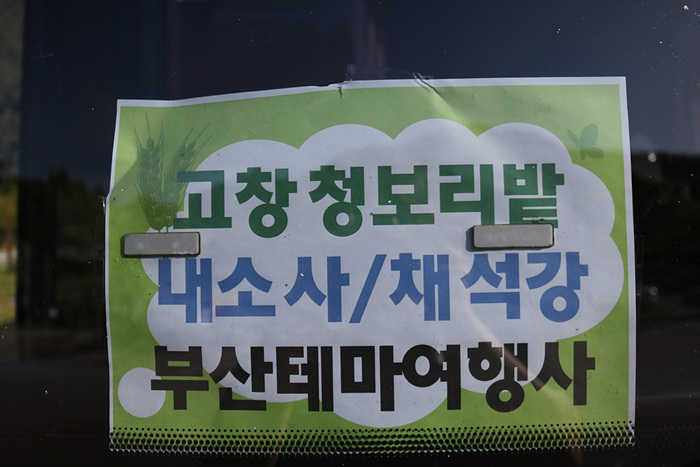 고창 청보리밭
내소사/채석강
부산테마여행사